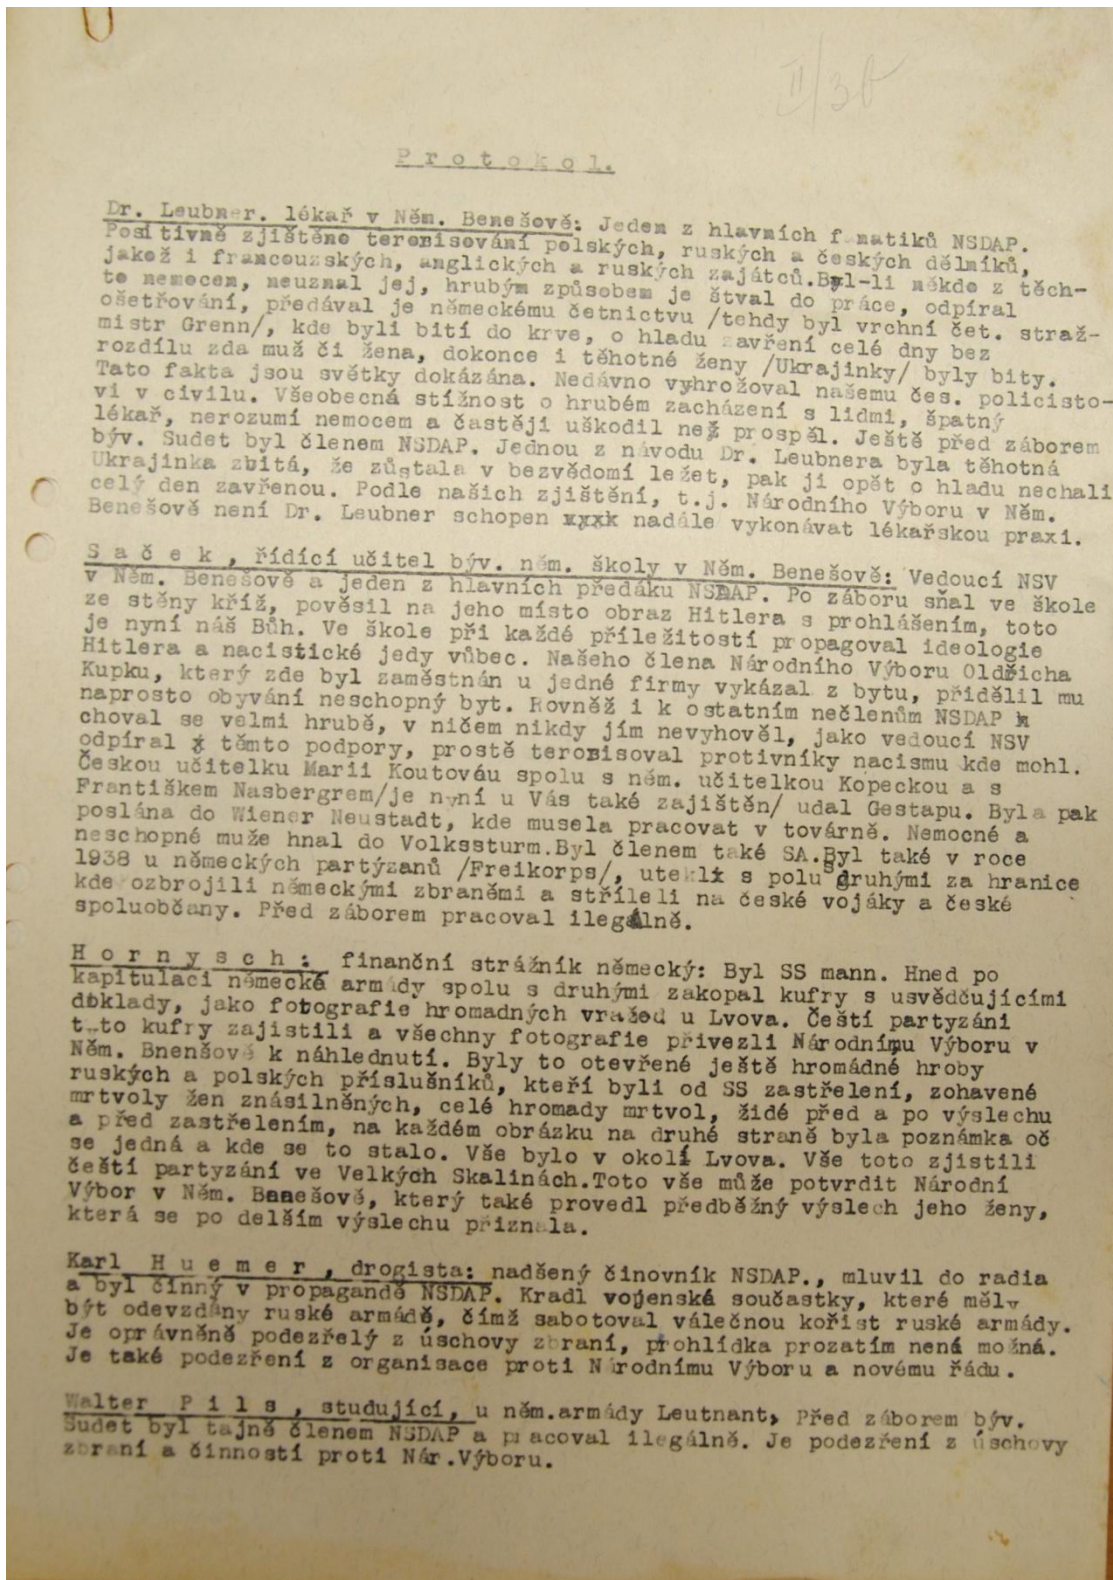 II/30
Protokol.
Dr. Leubner. lékař v Něm. Benešově: Jeden z hlavních f natiků NSDAP.
Positivně zjištěno terorisování polských, ruských a českých dělníků,
jakož i francouzských, anglických a ruských zajátců.Byl-li někdo z těch-
to nemocen, neuznal jej, hrubým způsobem je štval do práce, odpíral
ošetřování, předával je německému četnictvu /tehdy byl vrchní čet. straž-
mistr Grenn/, kde byli bití do krve, o hladu zavření celé dny bez
rozdílu zda muž či žena, dokonce i těhotné ženy /Ukrajinky/ byly bity.
Tato fakta jsou světky dokázána. Nedávno vyhrožoval našemu čes. policisto-
vi v civilu. Všeobecná stížnost o hrubém zacházení s lidmi, špatný
lékař, nerozumí nemocem a častěji uškodil než prospěl. Ještě před záborem
býv. Sudet byl členem NSDAP. Jednou z návodu Dr. Leubnera byla těhotná
Ukrajinka zbitá, že zůstala v bezvědomí ležet, pak ji opět o hladu nechali
celý den zavřenou. Podle našich zjištění, t.j. Národního Výboru v Něm.
Benešově není Dr. Leubner schopen xxxk nadále vykonávat lékařskou praxi.
Saček, řídící učitel býv. něm. školy v Něm. Benešově: Vedoucí NSV
v Něm. Benešově a jeden z hlavních předáku NSDAP. Po záboru sňal ve škole
ze stěny kříž, pověsil na jeho místo obraz Hitlera s prohlášením, toto
je nyní náš Bůh. Ve škole při každé příležitostí propagoval ideologie
Hitlera a nacistické jedy vůbec. Našeho člena Národního Výboru Oldřicha
Kupku, který zde byl zaměstnán u jedné firmy vykázal z bytu, přidělil mu
naprosto obývání neschopný byt. Rovněž i k ostatním nečlenům NSDAP
choval se velmi hrubě, v ničem nikdy jím nevyhověl, jako vedoucí NSV
odpíral těmto podpory, prostě terorisoval protivníky nacismu kde mohl.
Českou učitelku Marii Koutováu spolu s něm. učitelkou Kopeckou a s
Františkem Nasbergrem/je nyní u Vás také zajištěn/ udal Gestapu. Byla pak
poslána do Wiener Neustadt, kde musela pracovat v továrně. Nemocné a
neschopné muže hnal do Volkssturm.Byl členem také SA.Byl také v roce
1938 u německých partýzanů /Freikorps/, utekli s polu druhými za hranice
kde ozbrojili německými zbraněmi a stříleli na české vojáky a české
spoluobčany. Před záborem pracoval ilegálně.
Hornysch: finanční strážník německý: Byl SS mann. Hned po
kapitulaci německé armády spolu s druhými zakopal kufry s usvědčujícími
doklady, jako fotografie hromadných vražed u Lvova. Čeští partyzáni
tyto kufry zajistili a všechny fotografie přivezli Národnímu Výboru v
Něm. Bnenšově k náhlednutí. Byly to otevřené ještě hromádné hroby
ruských a polských příslušníků, kteří byli od SS zastřelení, zohavené
mrtvoly žen znásilněných, celé hromady mrtvol, židé před a po výslechu
a před zastřelením, na každém obrázku na druhé straně byla poznámka oč
se jedná a kde se to stalo. Vše bylo v okolí Lvova. Vše toto zjistili
čeští partyzání ve Velkých Skalinách.Toto vše může potvrdit Národní
Výbor v Něm. Banešově, který také provedl předběžný výslech jeho ženy,
která se po delším výslechu přiznala.
Karl Huemer, drogista: nadšený činovník NSDAP., mluvil do radia
a byl činný v propagandě NSDAP. Kradl vojenské součastky, které měly
být odevzdány ruské armádě, čímž sabotoval válečnou kořist ruské armády.
Je oprávněně podezřelý z úschovy zbraní, prohlídka prozatím nená možná.
Je také podezření z organisace proti Národnímu Výboru a novému řádu.
Walter Pils, studující, u něm.armády Leutnant, Před záborem býv.
Sudet byl tajně členem NSDAP a pracoval ilegálně. Je podezření z úschovy
zbraní a činností proti Nár.Výboru.